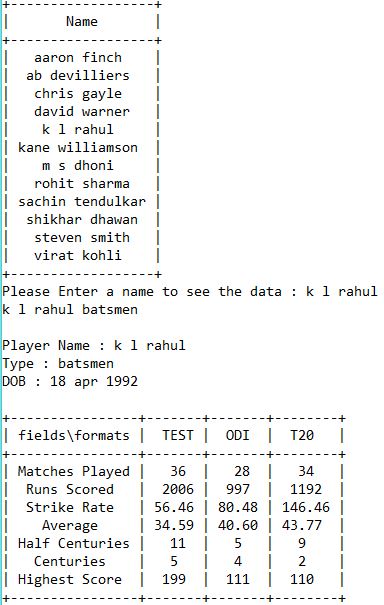 +------------------+
|       Name       |
+------------------+
|   aaron finch    |
|  ab devilliers   |
|   chris gayle    |
|   david warner   |
|    k l rahul     |
| kane williamson  |
|    m s dhoni     |
|   rohit sharma   |
| sachin tendulkar |
|  shikhar dhawan  |
|   steven smith   |
|   virat kohli    |
+------------------+
Please Enter a name to see the data : k l rahul
k l rahul batsmen

Player Name : k l rahul
Type : batsmen
DOB : 18 apr 1992

+----------------+-------+-------+--------+
| fields\formats |  TEST |  ODI  |  T20   |
+----------------+-------+-------+--------+
| Matches Played |   36  |   28  |   34   |
|  Runs Scored   |  2006 |  997  |  1192  |
|  Strike Rate   | 56.46 | 80.48 | 146.46 |
|    Average     | 34.59 | 40.60 | 43.77  |
| Half Centuries |   11  |   5   |   9    |
|   Centuries    |   5   |   4   |   2    |
| Highest Score  |  199  |  111  |  110   |
+----------------+-------+-------+--------+